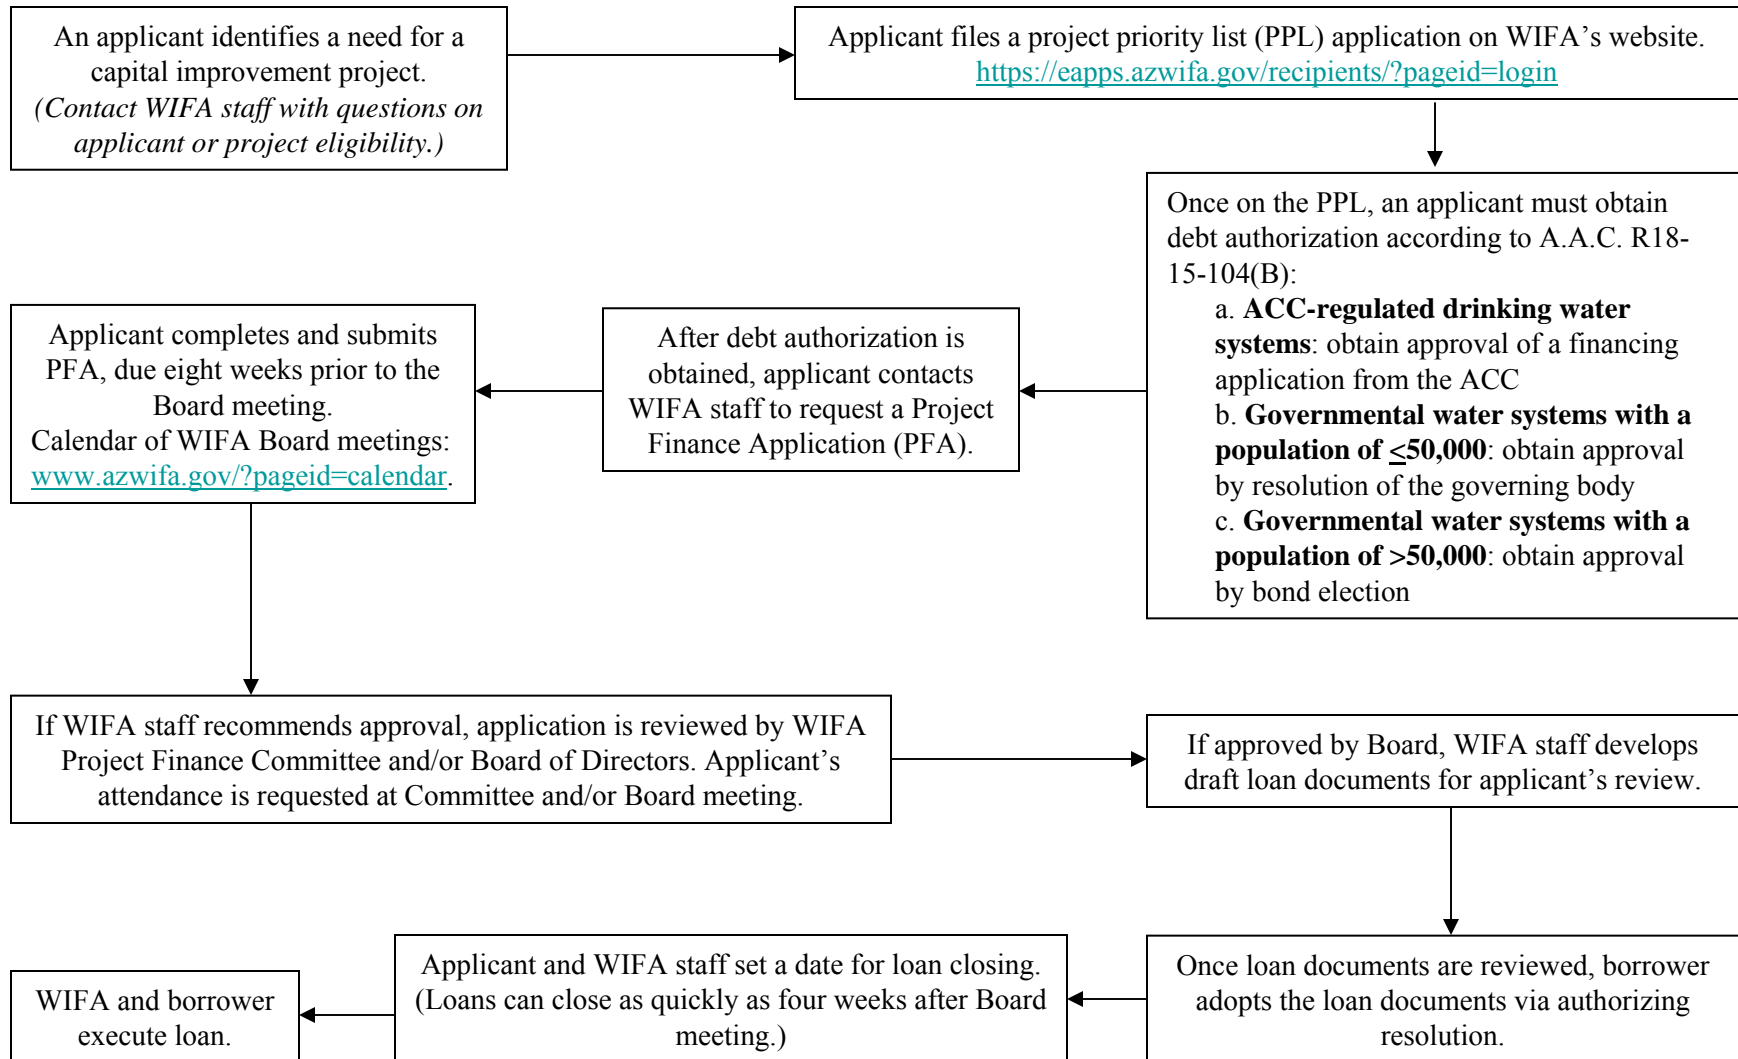 An applicant identifies a need for a
capital improvement project.
(Contact WIFA staff with questions on
applicant or project eligibility.)
Applicant files a project priority list (PPL) application on WIFA’s website.
https://eapps.azwifa.gov/recipients/?pageid=login
Once on the PPL, an applicant must obtain
debt authorization according to A.A.C. R18-
15-104(B):
a. ACC-regulated drinking water
systems: obtain approval of a financing
application from the ACC
b. Governmental water systems with a
population of <50,000: obtain approval
by resolution of the governing body
c. Governmental water systems with a
population of >50,000: obtain approval
by bond election
After debt authorization is
obtained, applicant contacts
WIFA staff to request a Project
Finance Application (PFA).
Applicant completes and submits
PFA, due eight weeks prior to the
Board meeting.
Calendar of WIFA Board meetings:
www.azwifa.gov/?pageid=calendar.
If WIFA staff recommends approval, application is reviewed by WIFA
Project Finance Committee and/or Board of Directors. Applicant’s
attendance is requested at Committee and/or Board meeting.
If approved by Board, WIFA staff develops
draft loan documents for applicant’s review.
Once loan documents are reviewed, borrower
adopts the loan documents via authorizing
resolution.
Applicant and WIFA staff set a date for loan closing.
(Loans can close as quickly as four weeks after Board
meeting.)
WIFA and borrower
execute loan.